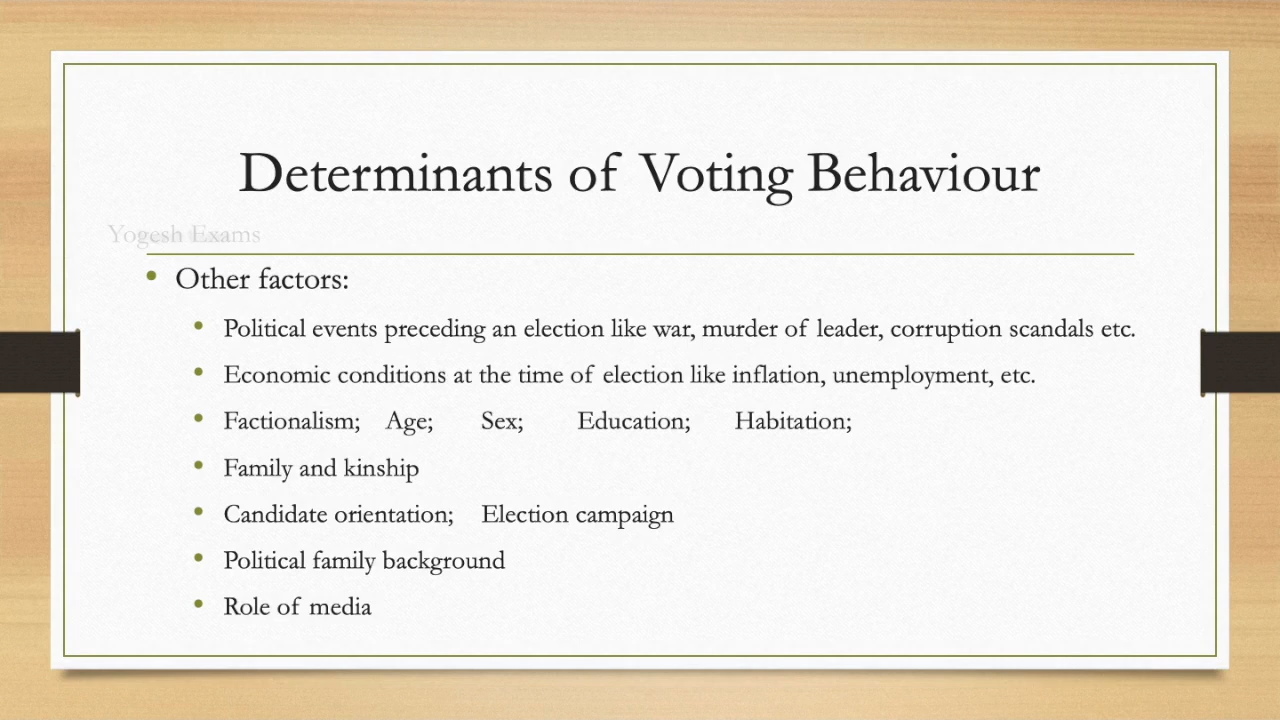 Determinants of Voting Behaviour
Yogesh Exams
Other factors:
Political events preceding an election like war, murder of leader, corruption scandals etc.
Economic conditions at the time of election like inflation, unemployment, etc.
Factionalism; Age; Sex; Education; Habitation;
Family and kinship
Candidate orientation; Election campaign
Political family background
Role of media